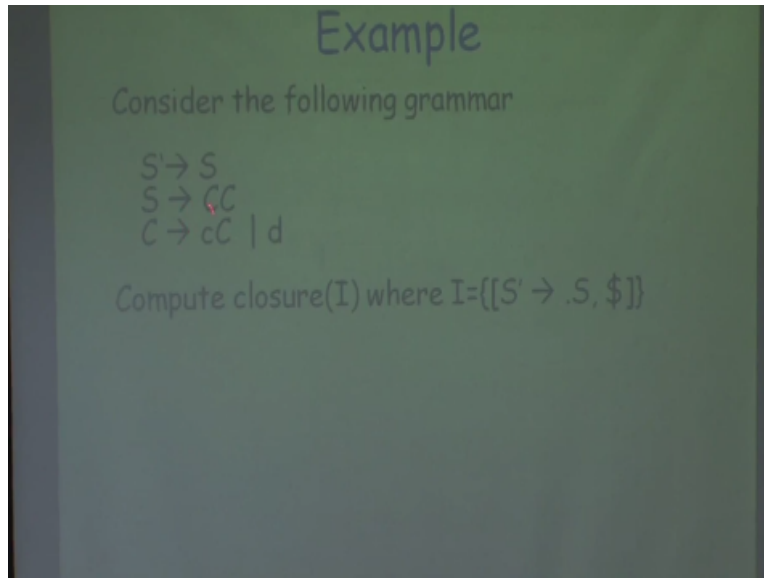 Example
Consider the following grammar
S'→ S
S → CC
C → cC | d
Compute closure(I) where I={[S' → .S, $]}